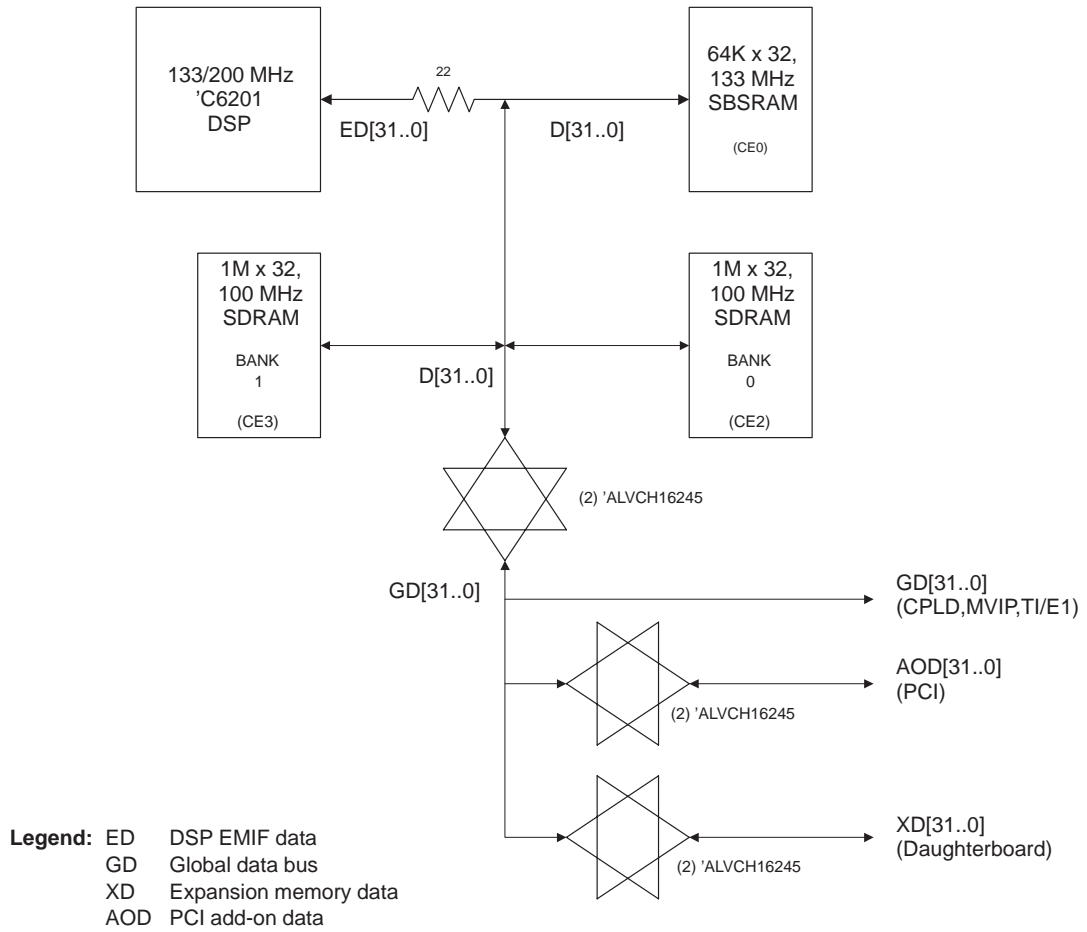 133/200 MHz
'C6201
DSP
22
ED[31..0]
D[31..0]
64K x 32,
133 MHz
SBSRAM
(CE0)
1M x 32,
100 MHz
SDRAM
BANK
1
(CE3)
D[31..0]
1M x 32,
100 MHz
SDRAM
BANK
0
(CE2)
(2) 'ALVCH16245
GD[31..0]
GD[31..0]
(CPLD,MVIP,TI/E1)
AOD[31..0]
(PCI)
(2) 'ALVCH16245
XD[31..0]
(Daughterboard)
(2) 'ALVCH16245
Legend: ED DSP EMIF data
GD Global data bus
XD Expansion memory data
AOD PCI add-on data